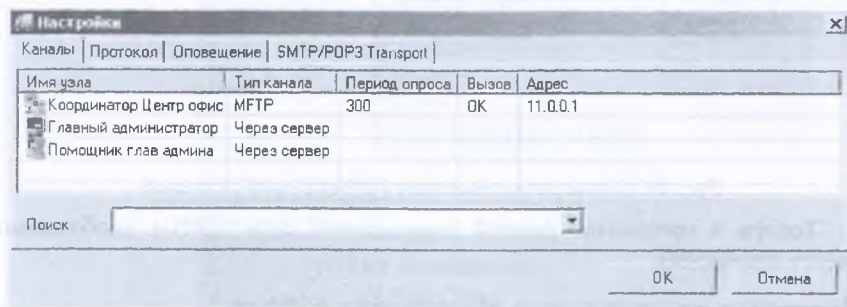 Настройки
Каналы Протокол Оповещение SMTP/POP3 Transport
Имя узла Тип канала Период опроса Вызов Адрес
Координатор Центр офис MFTP 300 OK 11.0.0.1
Главный администратор Через сервер
Помощник глав админа Через сервер
Поиск
OK Отмена